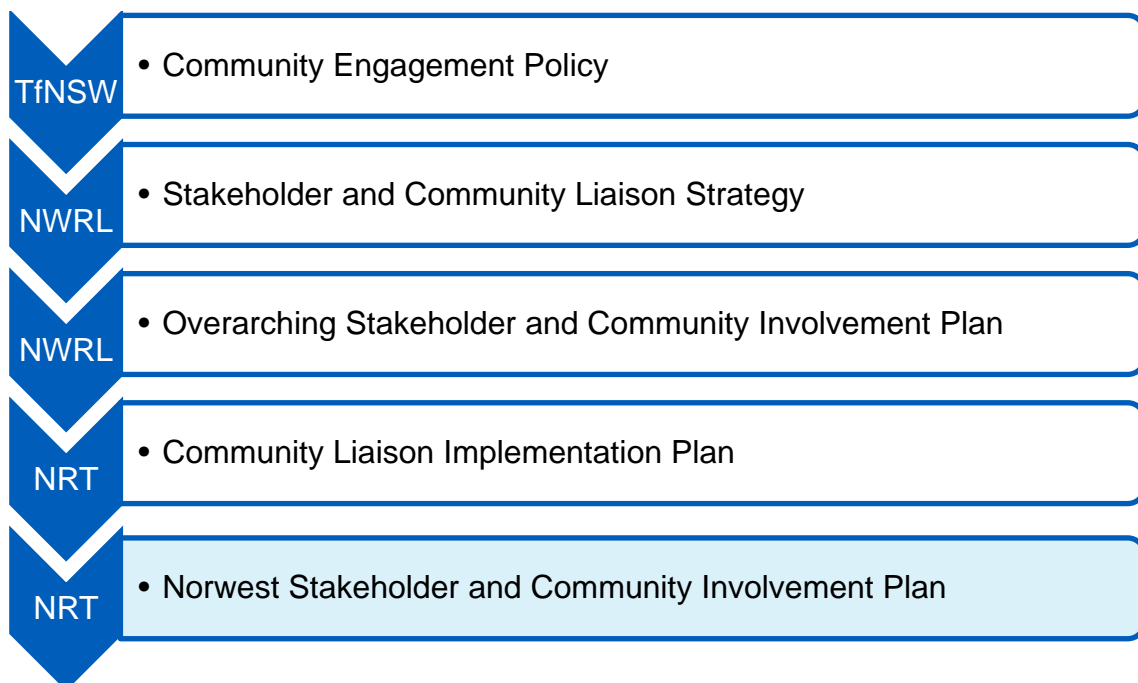 TfNSW
• Community Engagement Policy
NWRL
• Stakeholder and Community Liaison Strategy
NWRL
• Overarching Stakeholder and Community Involvement Plan
NRT
• Community Liaison Implementation Plan
NRT
• Norwest Stakeholder and Community Involvement Plan